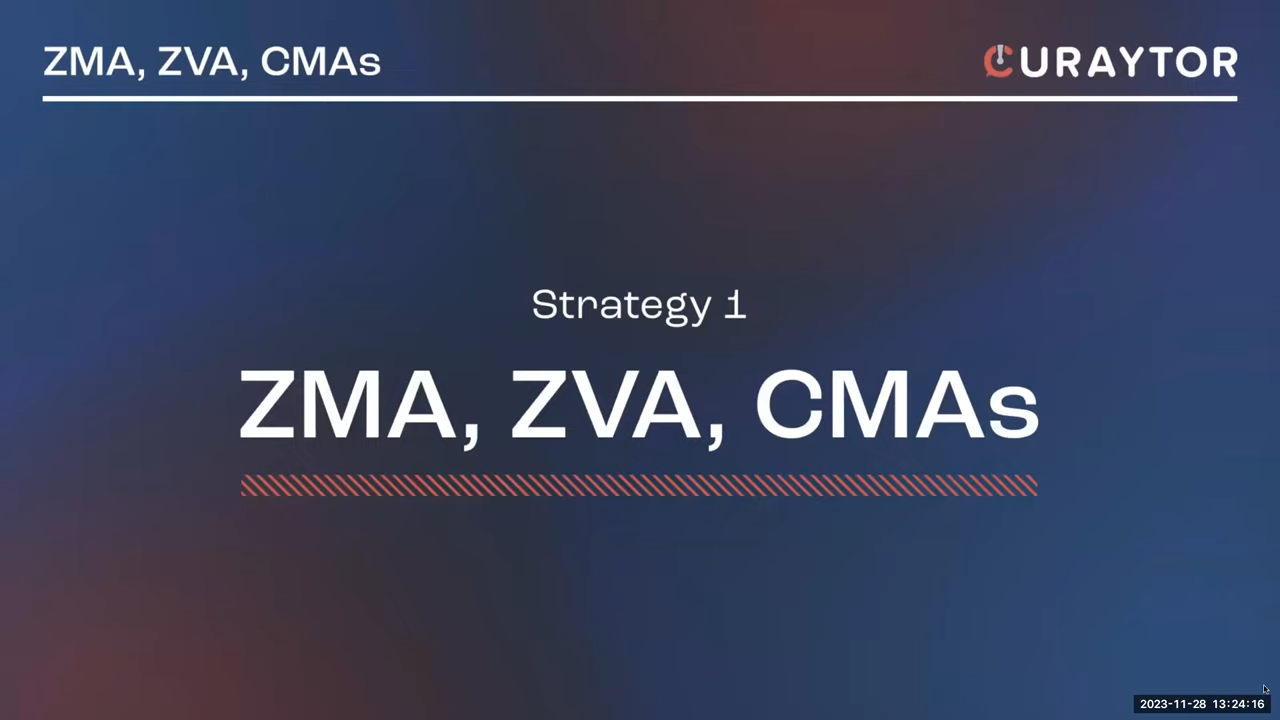 ZMA, ZVA, CMAs
CURAYTOR
Strategy 1
ZMA, ZVA, CMAs
2023-11-28 13:24:16